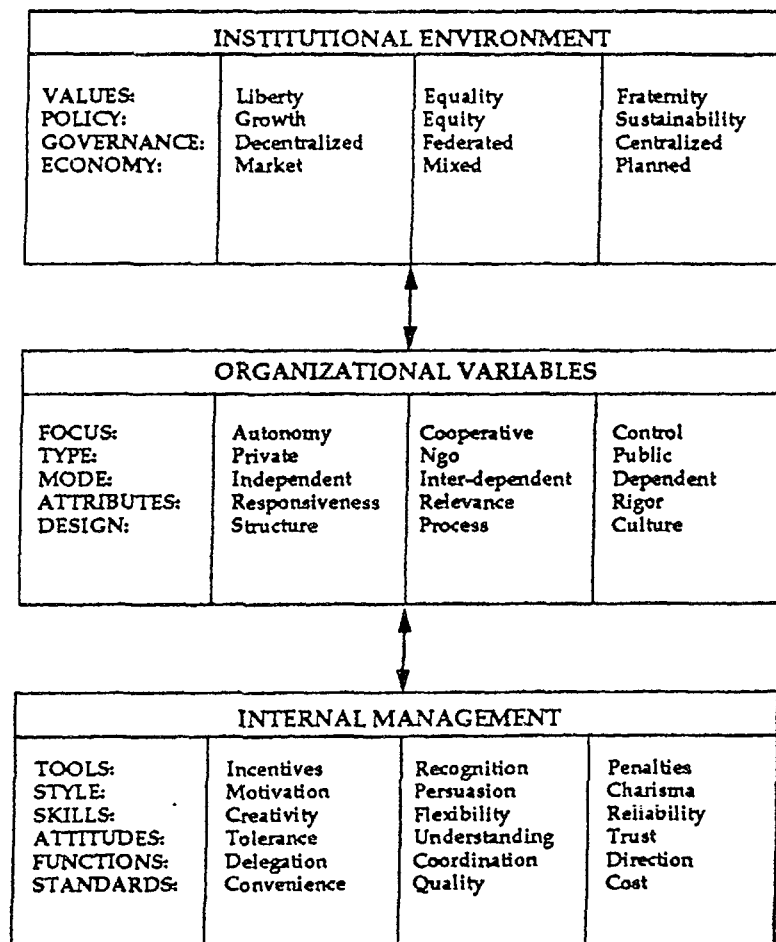 INSTITUTIONAL ENVIRONMENT
VALUES: Liberty Equality Fraternity
POLICY: Growth Equity Sustainability
GOVERNANCE: Decentralized Federated Centralized
ECONOMY: Market Mixed Planned
ORGANIZATIONAL VARIABLES
FOCUS: Autonomy Cooperative Control
TYPE: Private Ngo Public
MODE: Independent Inter-dependent Dependent
ATTRIBUTES: Responsiveness Relevance Rigor
DESIGN: Structure Process Culture
INTERNAL MANAGEMENT
TOOLS: Incentives Recognition Penalties
STYLE: Motivation Persuasion Charisma
SKILLS: Creativity Flexibility Reliability
ATTITUDES: Tolerance Understanding Trust
FUNCTIONS: Delegation Coordination Direction
STANDARDS: Convenience Quality Cost